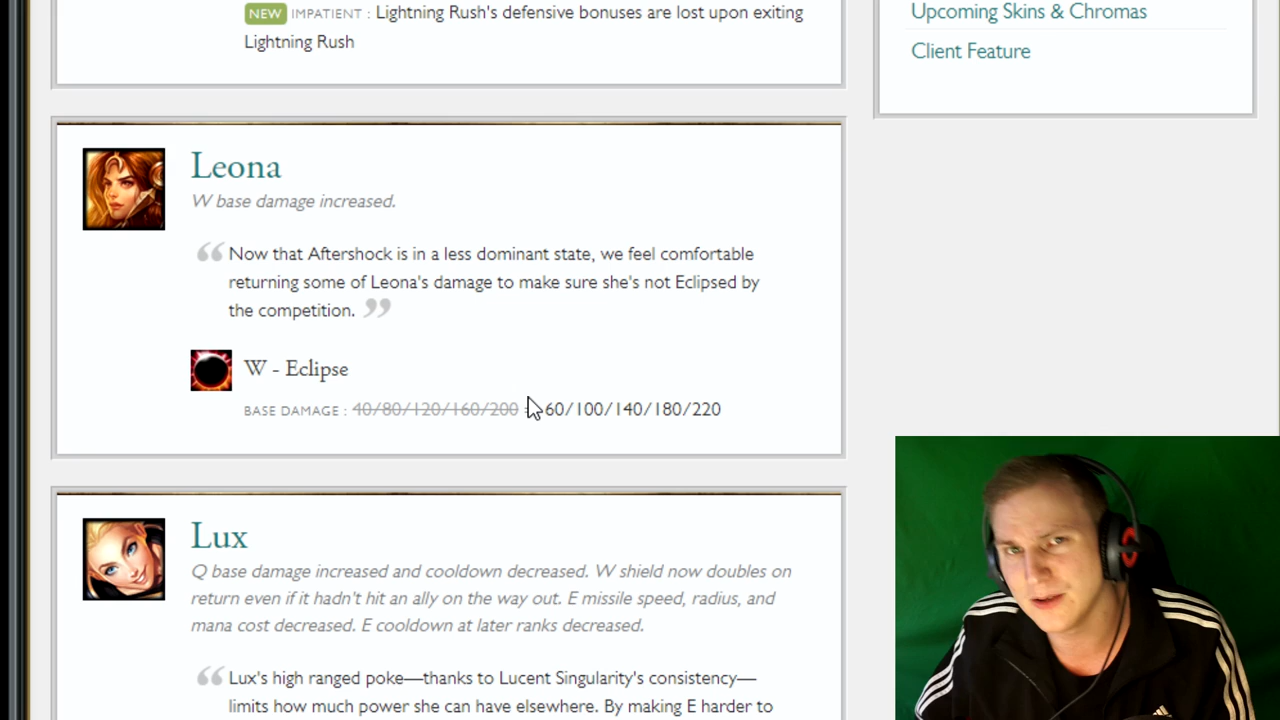 NEW IMPATIENT : Lightning Rush's defensive bonuses are lost upon exiting
Lightning Rush
Upcoming Skins & Chromas
Client Feature
Leona
W base damage increased.
“ Now that Aftershock is in a less dominant state, we feel comfortable
returning some of Leona's damage to make sure she's not Eclipsed by
the competition. ”
W - Eclipse
BASE DAMAGE : 40/80/120/160/200 60/100/140/180/220
Lux
Q base damage increased and cooldown decreased. W shield now doubles on
return even if it hadn't hit an ally on the way out. E missile speed, radius, and
mana cost decreased. E cooldown at later ranks decreased.
“ Lux's high ranged poke—thanks to Lucent Singularity's consistency—
limits how much power she can have elsewhere. By making E harder to